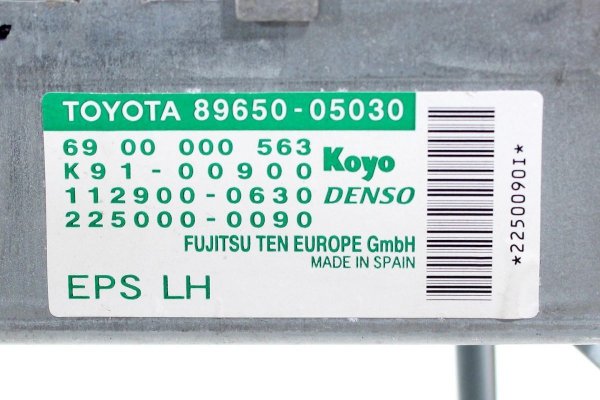 TOYOTA 89650-05030
69 00 000 563
K91-00900 Koyo
112900-0630 DENSO
225000-0090
FUJITSU TEN EUROPE GmbH
MADE IN SPAIN
EPS LH
*2250090I*